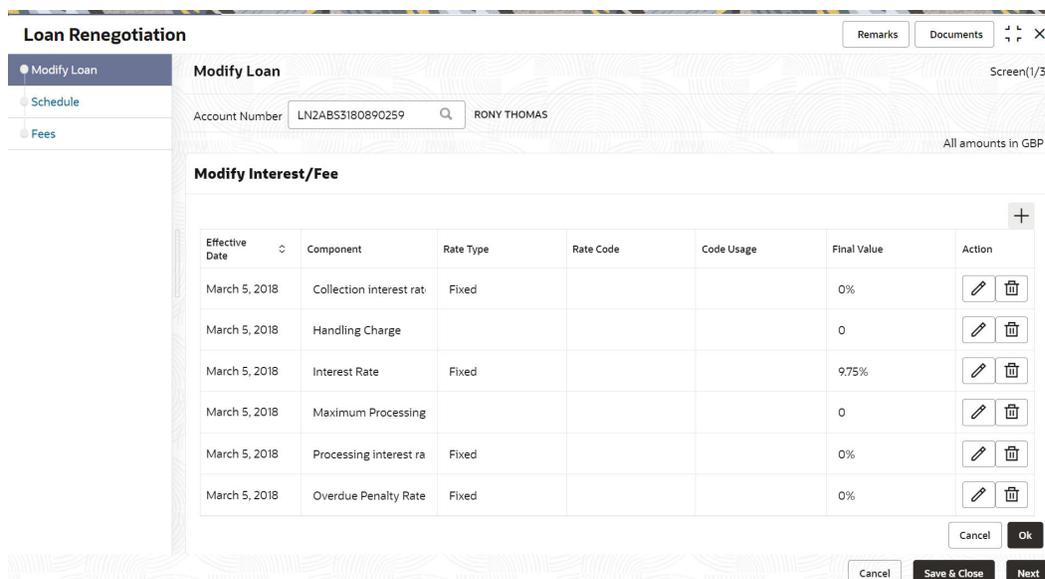 Loan Renegotiation
Remarks
Documents
Modify Loan
Schedule
Fees
Modify Loan
Screen(1/3
Account Number LN2ABS3180890259 RONY THOMAS
All amounts in GBP
Modify Interest/Fee
Effective Date Component Rate Type Rate Code Code Usage Final Value Action
March 5, 2018 Collection interest rat Fixed 0%
March 5, 2018 Handling Charge 0
March 5, 2018 Interest Rate Fixed 9.75%
March 5, 2018 Maximum Processing 0
March 5, 2018 Processing interest ra Fixed 0%
March 5, 2018 Overdue Penalty Rate Fixed 0%
Cancel Ok
Cancel Save & Close Next